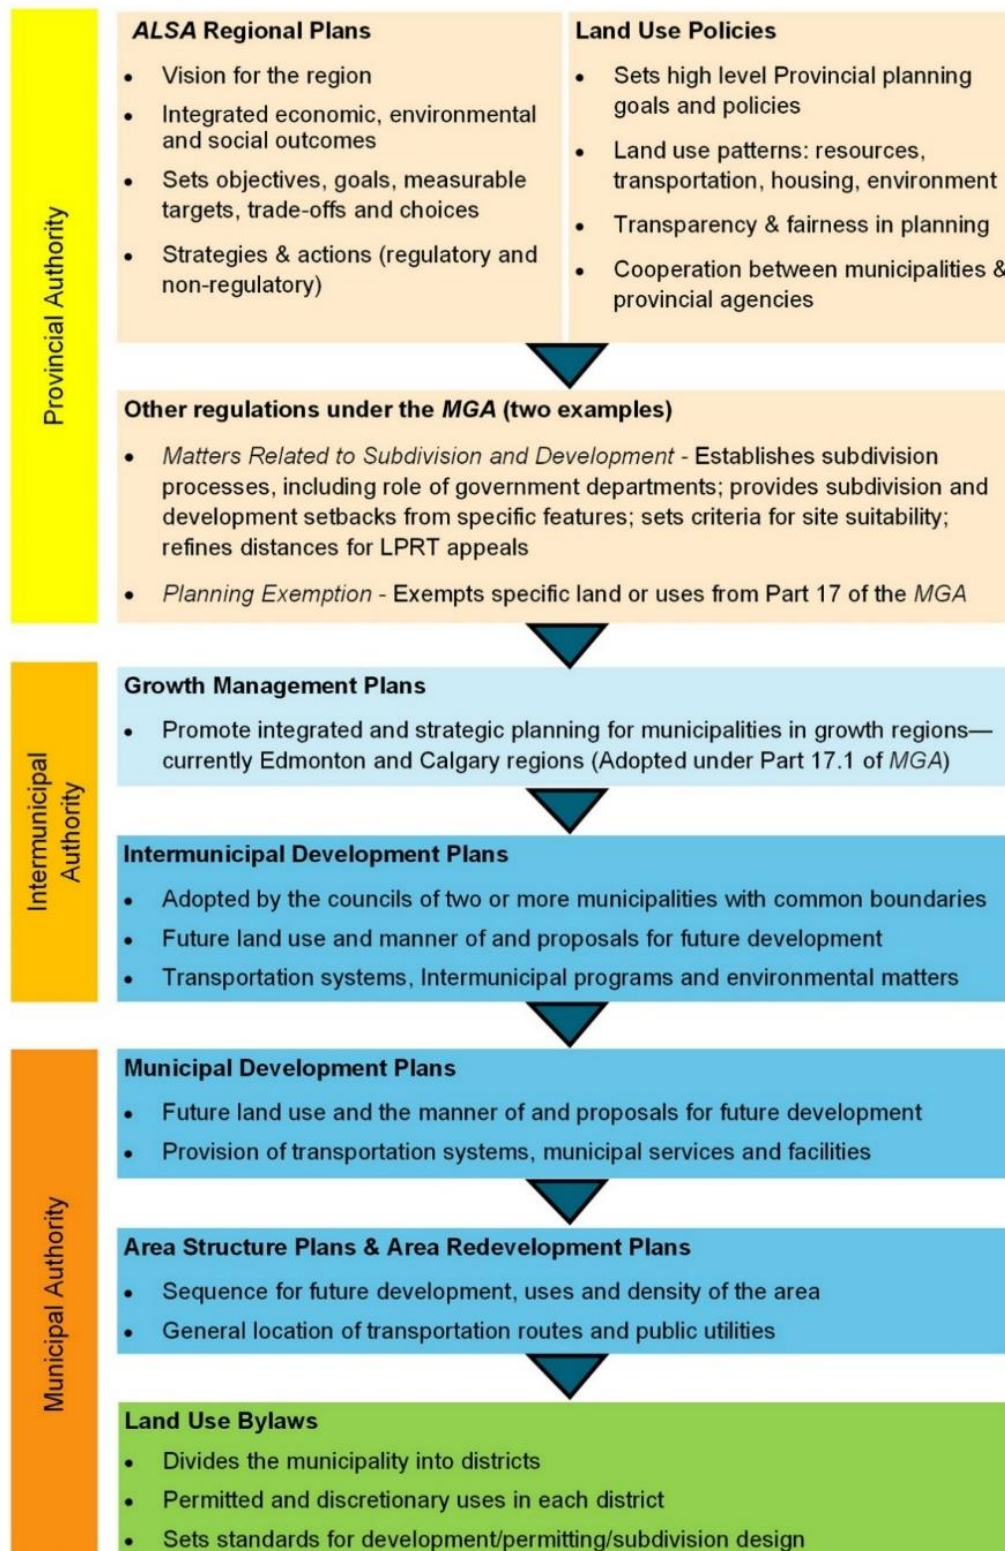 Provincial Authority
ALSA Regional Plans
• Vision for the region
• Integrated economic, environmental
and social outcomes
• Sets objectives, goals, measurable
targets, trade-offs and choices
• Strategies & actions (regulatory and
non-regulatory)
Land Use Policies
• Sets high level Provincial planning
goals and policies
• Land use patterns: resources,
transportation, housing, environment
• Transparency & fairness in planning
• Cooperation between municipalities &
provincial agencies
Other regulations under the MGA (two examples)
• Matters Related to Subdivision and Development - Establishes subdivision
processes, including role of government departments; provides subdivision and
development setbacks from specific features; sets criteria for site suitability;
refines distances for LPRT appeals
• Planning Exemption - Exempts specific land or uses from Part 17 of the MGA
Intermunicipal
Authority
Growth Management Plans
• Promote integrated and strategic planning for municipalities in growth regions—
currently Edmonton and Calgary regions (Adopted under Part 17.1 of MGA)
Intermunicipal Development Plans
• Adopted by the councils of two or more municipalities with common boundaries
• Future land use and manner of and proposals for future development
• Transportation systems, Intermunicipal programs and environmental matters
Municipal Authority
Municipal Development Plans
• Future land use and the manner of and proposals for future development
• Provision of transportation systems, municipal services and facilities
Area Structure Plans & Area Redevelopment Plans
• Sequence for future development, uses and density of the area
• General location of transportation routes and public utilities
Land Use Bylaws
• Divides the municipality into districts
• Permitted and discretionary uses in each district
• Sets standards for development/permitting/subdivision design